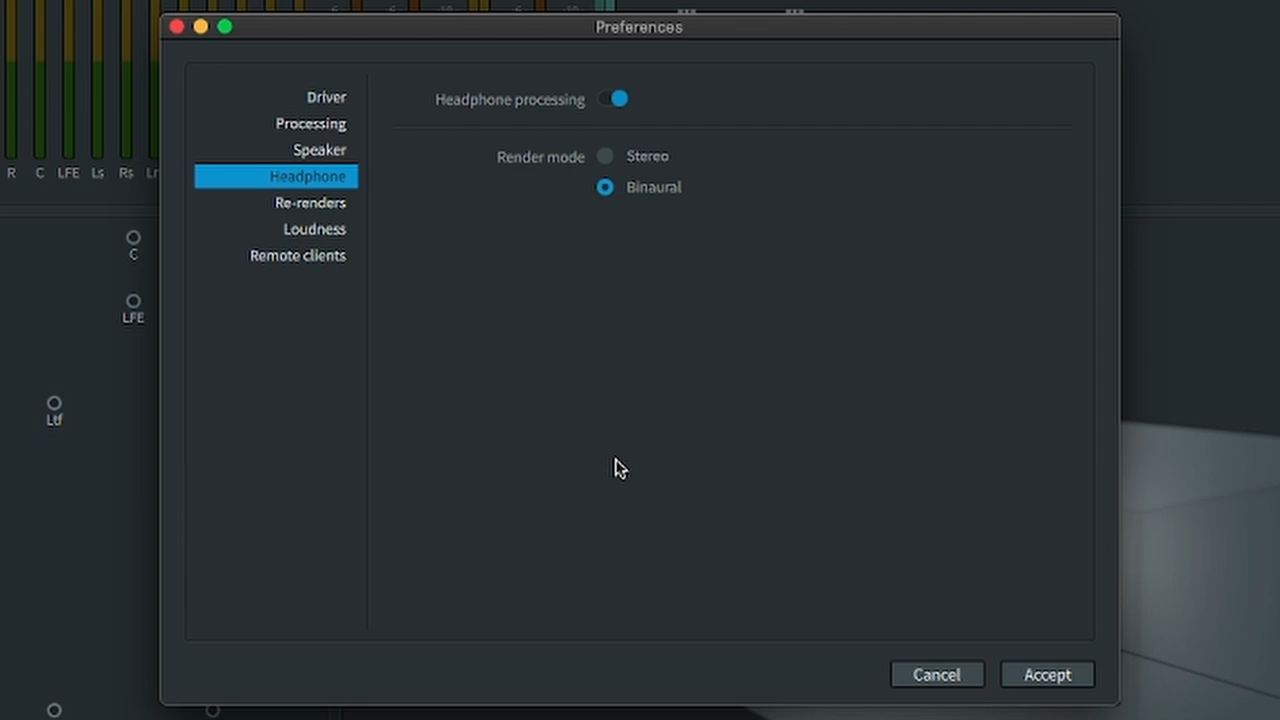 Preferences
Driver
Processing
Speaker
Headphone
Re-renders
Loudness
Remote clients
Headphone processing
Render mode
Stereo
Binaural
Cancel
Accept
R C LFE Ls Rs
C
LFE
Ltf